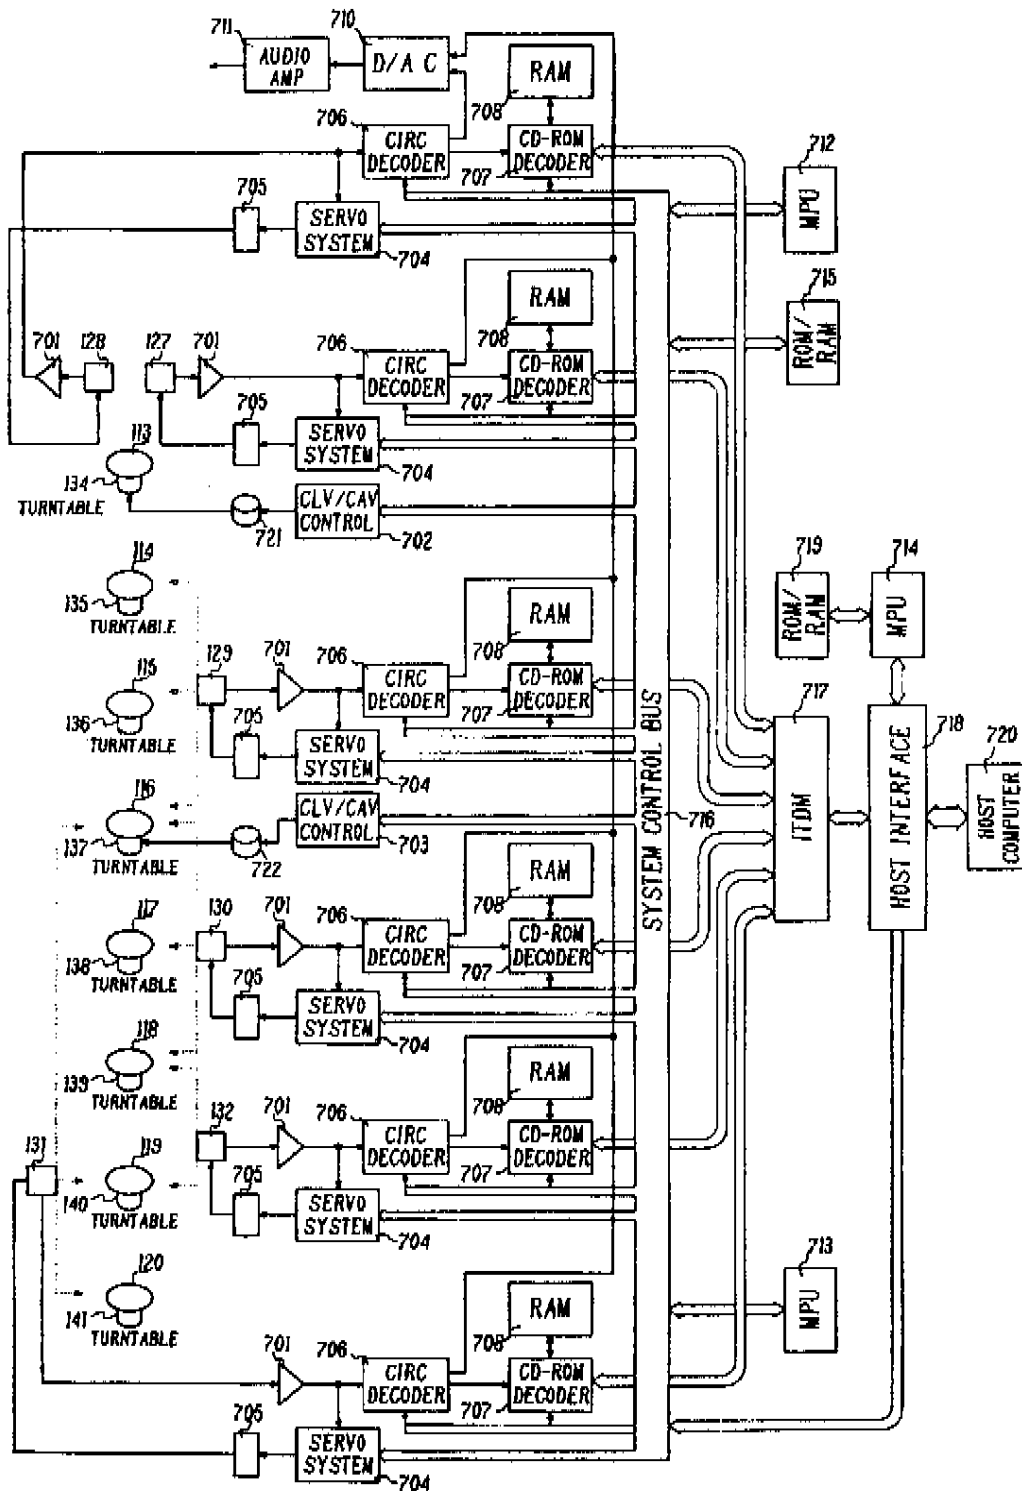 711
710
AUDIO
AMP
D/A C
RAM
708
706
CIRC
DECODER
CD-ROM
DECODER
707
712
MPU
705
SERVO
SYSTEM
704
715
ROM/
RAM
RAM
708
701
128
127
701
706
CIRC
DECODER
CD-ROM
DECODER
707
705
SERVO
SYSTEM
704
113
134
TURNTABLE
721
CLV/CAV
CONTROL
702
114
135
TURNTABLE
719
ROM/
RAM
714
MPU
RAM
708
129
701
706
CIRC
DECODER
CD-ROM
DECODER
707
115
136
TURNTABLE
705
SERVO
SYSTEM
704
SYSTEM CONTROL BUS
716
717
ITDM
718
HOST INTERFACE
720
HOST
COMPUTER
116
137
TURNTABLE
722
CLV/CAV
CONTROL
703
RAM
708
117
138
TURNTABLE
130
701
706
CIRC
DECODER
CD-ROM
DECODER
707
705
SERVO
SYSTEM
704
118
139
TURNTABLE
RAM
708
132
701
706
CIRC
DECODER
CD-ROM
DECODER
707
131
119
140
TURNTABLE
705
SERVO
SYSTEM
704
713
MPU
120
141
TURNTABLE
RAM
708
701
706
CIRC
DECODER
CD-ROM
DECODER
707
705
SERVO
SYSTEM
704